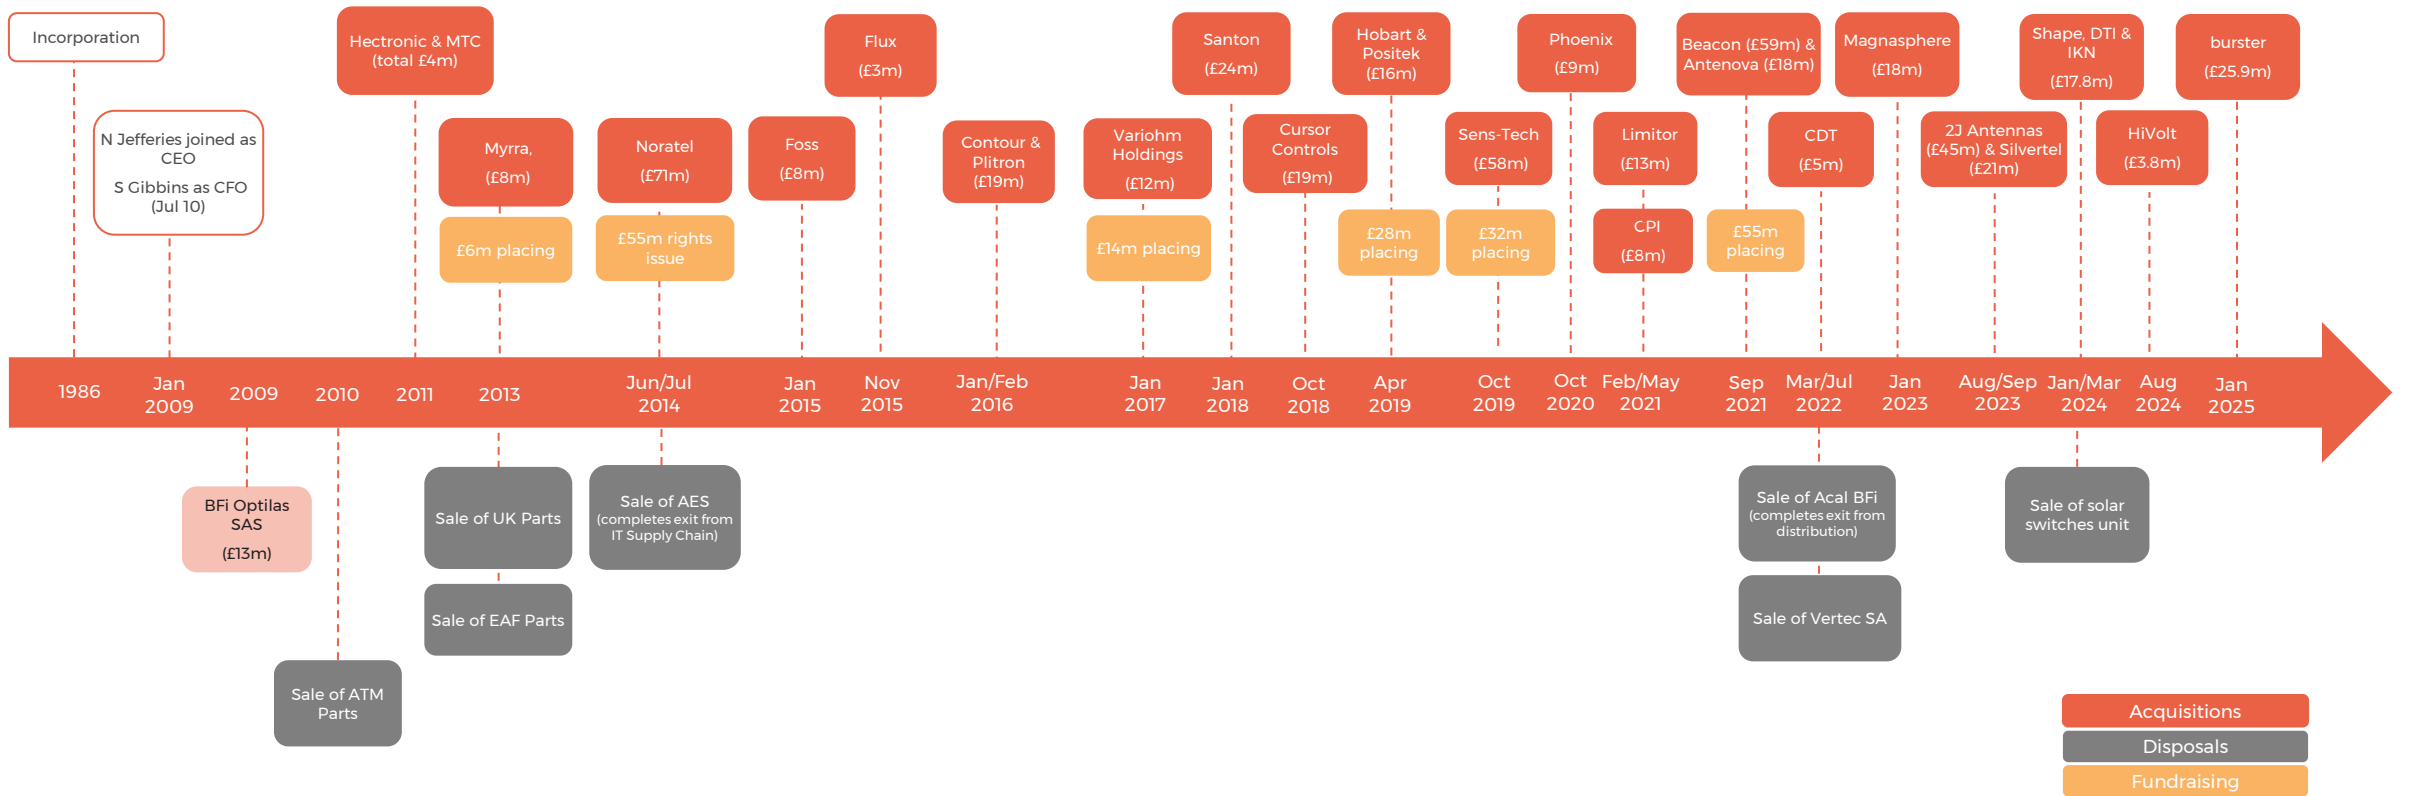 Incorporation
N Jefferies joined as
CEO
S Gibbins as CFO
(Jul 10)
Hectronic & MTC
(total £4m)
Myrra,
(£8m)
£6m placing
Noratel
(£71m)
£55m rights
issue
Foss
(£8m)
Flux
(£3m)
Contour &
Plitron
(£19m)
Variohm
Holdings
(£12m)
£14m placing
Santon
(£24m)
Cursor
Controls
(£19m)
Hobart &
Positek
(£16m)
£28m
placing
Sens-Tech
(£58m)
£32m
placing
Phoenix
(£9m)
Limitor
(£13m)
CPI
(£8m)
Beacon (£59m) &
Antenova (£18m)
£55m
placing
CDT
(£5m)
Magnasphere
(£18m)
2J Antennas
(£45m) & Silvertel
(£21m)
Shape, DTI &
IKN
(£17.8m)
HiVolt
(£3.8m)
burster
(£25.9m)
1986
Jan
2009
2009
2010
2011
2013
Jun/Jul
2014
Jan
2015
Nov
2015
Jan/Feb
2016
Jan
2017
Jan
2018
Oct
2018
Apr
2019
Oct
2019
Oct
2020
Feb/May
2021
Sep
2021
Mar/Jul
2022
Jan
2023
Aug/Sep
2023
Jan/Mar
2024
Aug
2024
Jan
2025
BFi Optilas
SAS
(£13m)
Sale of ATM
Parts
Sale of UK Parts
Sale of EAF Parts
Sale of AES
(completes exit from
IT Supply Chain)
Sale of Acal BFi
(completes exit from
distribution)
Sale of Vertec SA
Sale of solar
switches unit
Acquisitions
Disposals
Fundraising